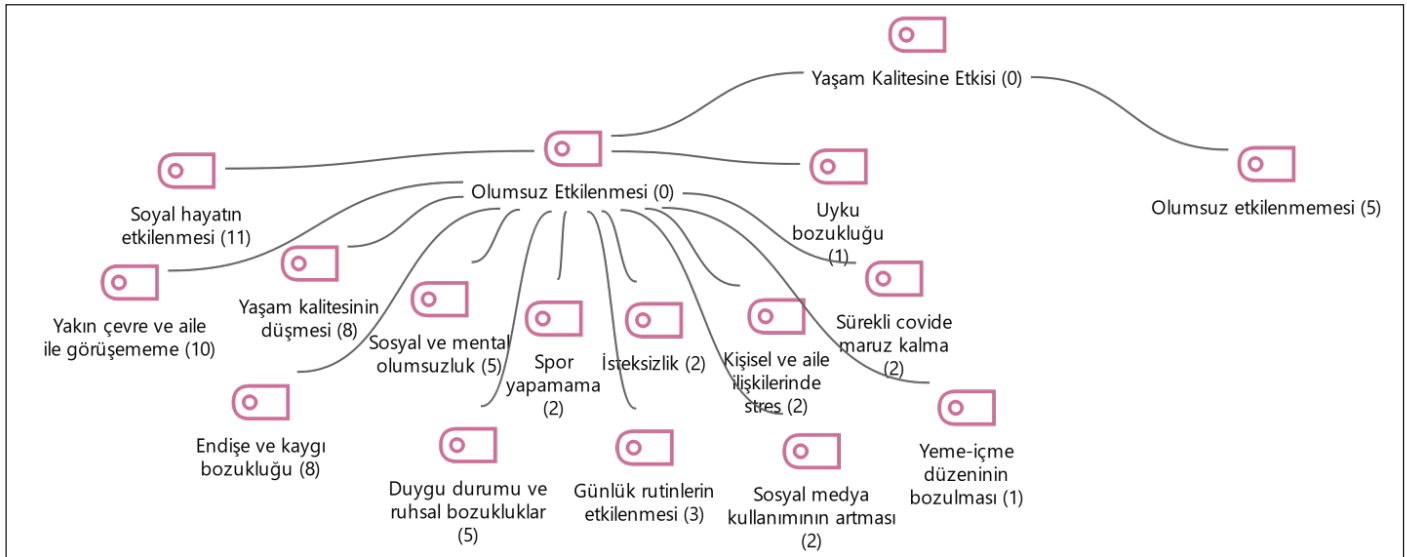 Yaşam Kalitesine Etkisi (0)
Olumsuz Etkilenmesi (0)
Olumsuz etkilenmemesi (5)
Soyal hayatın
etkilenmesi (11)
Uyku
bozukluğu
(1)
Yakın çevre ve aile
ile görüşememe (10)
Yaşam kalitesinin
düşmesi (8)
Sosyal ve mental
olumsuzluk (5)
Spor
yapamama
(2)
İsteksizlik (2)
Kişisel ve aile
ilişkilerinde
stres (2)
Sürekli covide
maruz kalma
(2)
Endişe ve kaygı
bozukluğu (8)
Duygu durumu ve
ruhsal bozukluklar
(5)
Günlük rutinlerin
etkilenmesi (3)
Sosyal medya
kullanımının artması
(2)
Yeme-içme
düzeninin
bozulması (1)